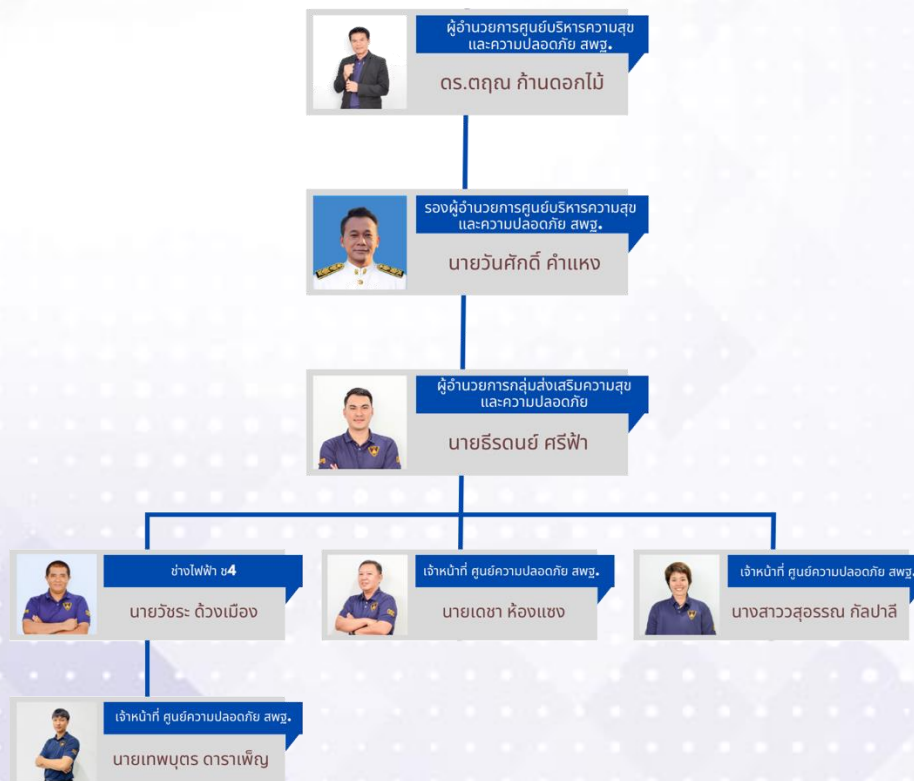 ผู้อำนวยการศูนย์บริหารความสุข
และความปลอดภัย สพฐ.
ดร.ตฤณ ก้านดอกไม้
รองผู้อำนวยการศูนย์บริหารความสุข
และความปลอดภัย สพฐ.
นายวันศักดิ์ คำแหง
ผู้อำนวยการกลุ่มส่งเสริมความสุข
และความปลอดภัย
นายธีรดนย์ ศรีฟ้า
ช่างไฟฟ้า ช4
นายวัชระ ด้วงเมือง
เจ้าหน้าที่ ศูนย์ความปลอดภัย สพฐ.
นายเดชา ห้องแซง
เจ้าหน้าที่ ศูนย์ความปลอดภัย สพฐ.
นางสาววสุอรรณ กัลปาลี
เจ้าหน้าที่ ศูนย์ความปลอดภัย สพฐ.
นายเทพบุตร ดาราเพ็ญ